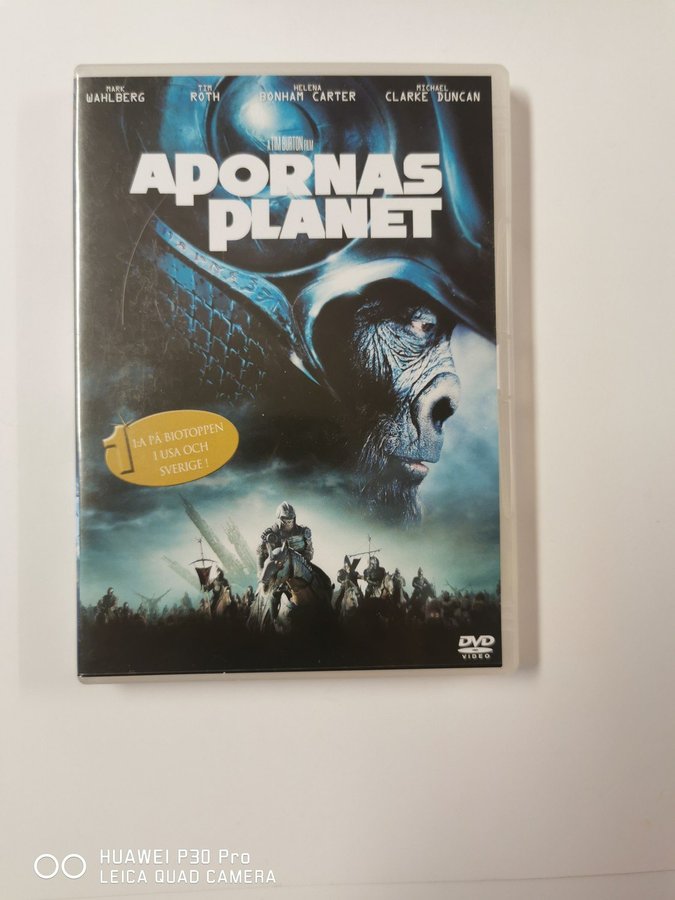 MARK TIM HELENA MICHAEL
WAHLBERG ROTH BONHAM CARTER CLARKE DUNCAN
A TIM BURTON FILM
APORNAS
PLANET
1
1:A PÅ BIOTOPPEN
I USA OCH
SVERIGE!
DVD
VIDEO
HUAWEI P30 Pro
LEICA QUAD CAMERA